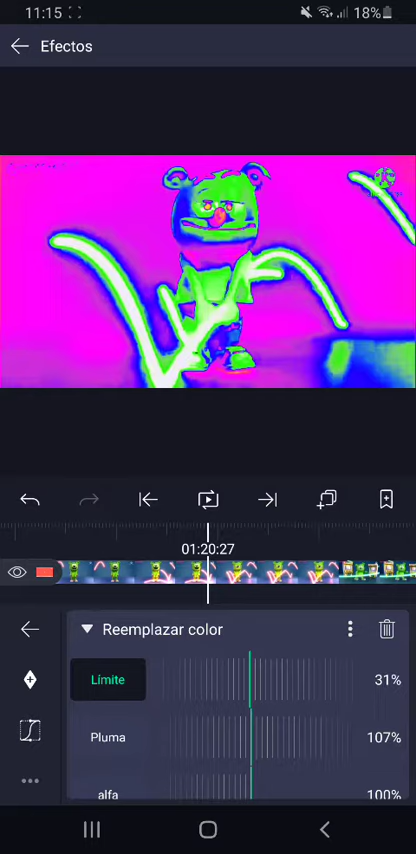 11:15
18%
Efectos
01:20:27
Reemplazar color
Límite
31%
Pluma
107%
alfa
100%